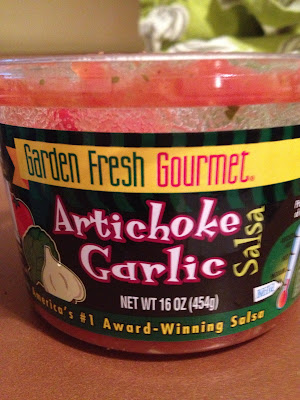 Garden Fresh Gourmet®
Artichoke
Garlic
Salsa
NET WT 16 OZ (454g)
America's #1 Award-Winning Salsa